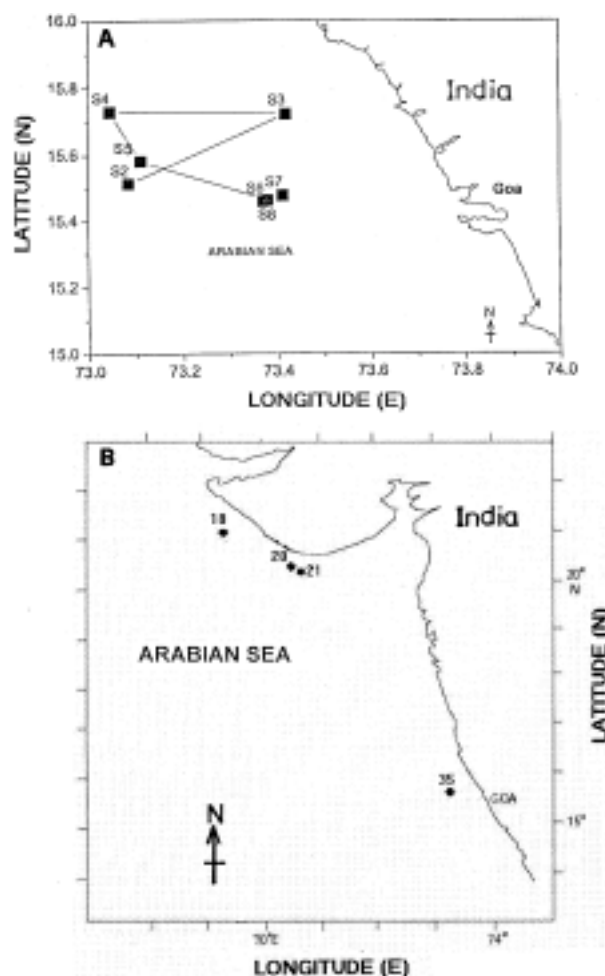 A
16.0
15.8
15.6
15.4
15.2
15.0
LATITUDE (N)
S4
S3
S5
S2
S7
S6
India
Goa
ARABIAN SEA
N
73.0
73.2
73.4
73.6
73.8
74.0
LONGITUDE (E)
B
India
18
20
21
20°
N
ARABIAN SEA
LATITUDE (N)
35
GOA
15°
N
70°E
74°
LONGITUDE (E)